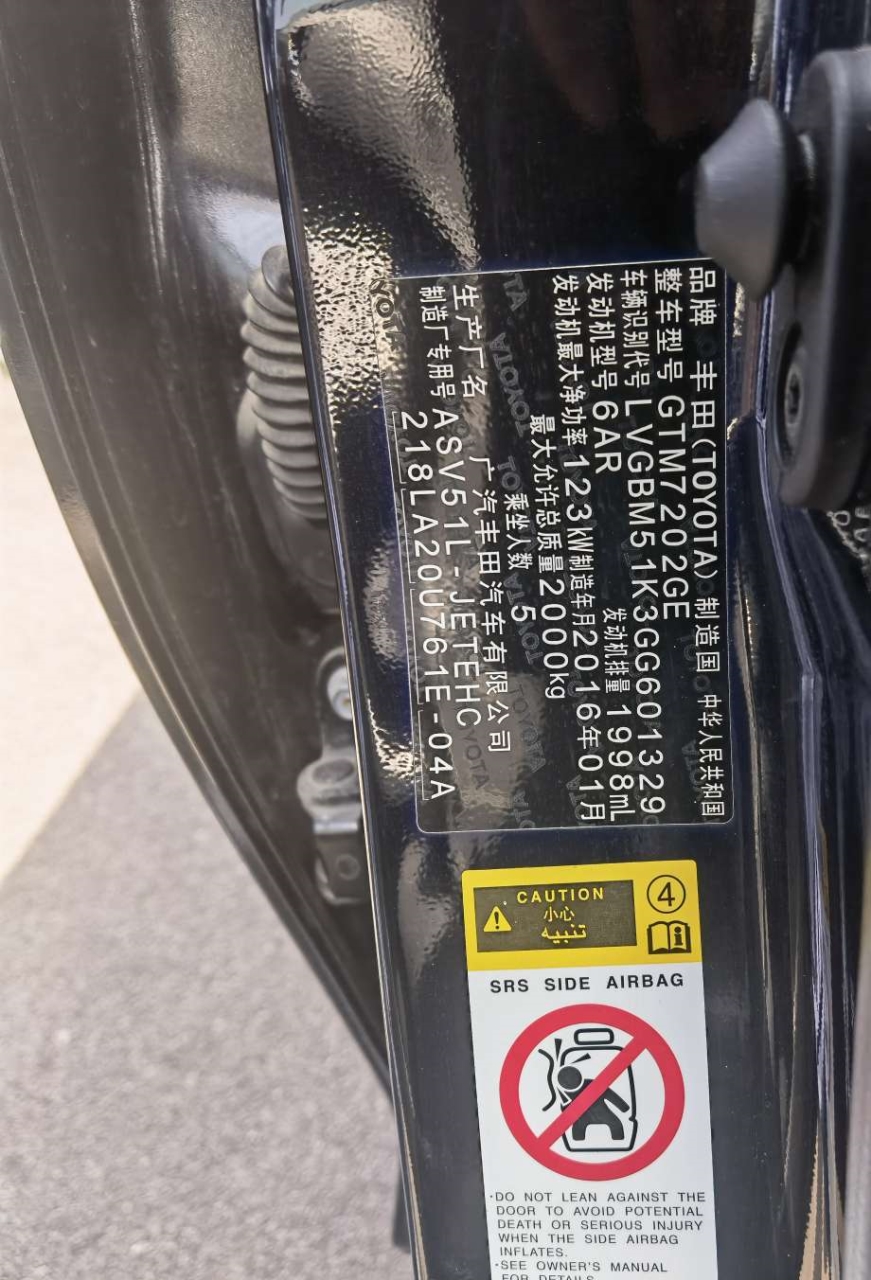 品牌 丰田(TOYOTA) 制造国 中华人民共和国
整车型号 GTM7202GE
车辆识别代号 LVGBM51K3GG601329
发动机型号 6AR 发动机排量 1998mL
发动机最大净功率 123kW 制造年月 2016年01月
最大允许总质量 2000kg
乘坐人数 5
生产厂名 广汽丰田汽车有限公司
制造厂专用号 ASV51L-JETEHC
218LA20U761E-04A
CAUTION
小心
تنبيه
4
SRS SIDE AIRBAG
·DO NOT LEAN AGAINST THE
DOOR TO AVOID POTENTIAL
DEATH OR SERIOUS INJURY
WHEN THE SIDE AIRBAG
INFLATES.
·SEE OWNER'S MANUAL
FOR DETAILS.